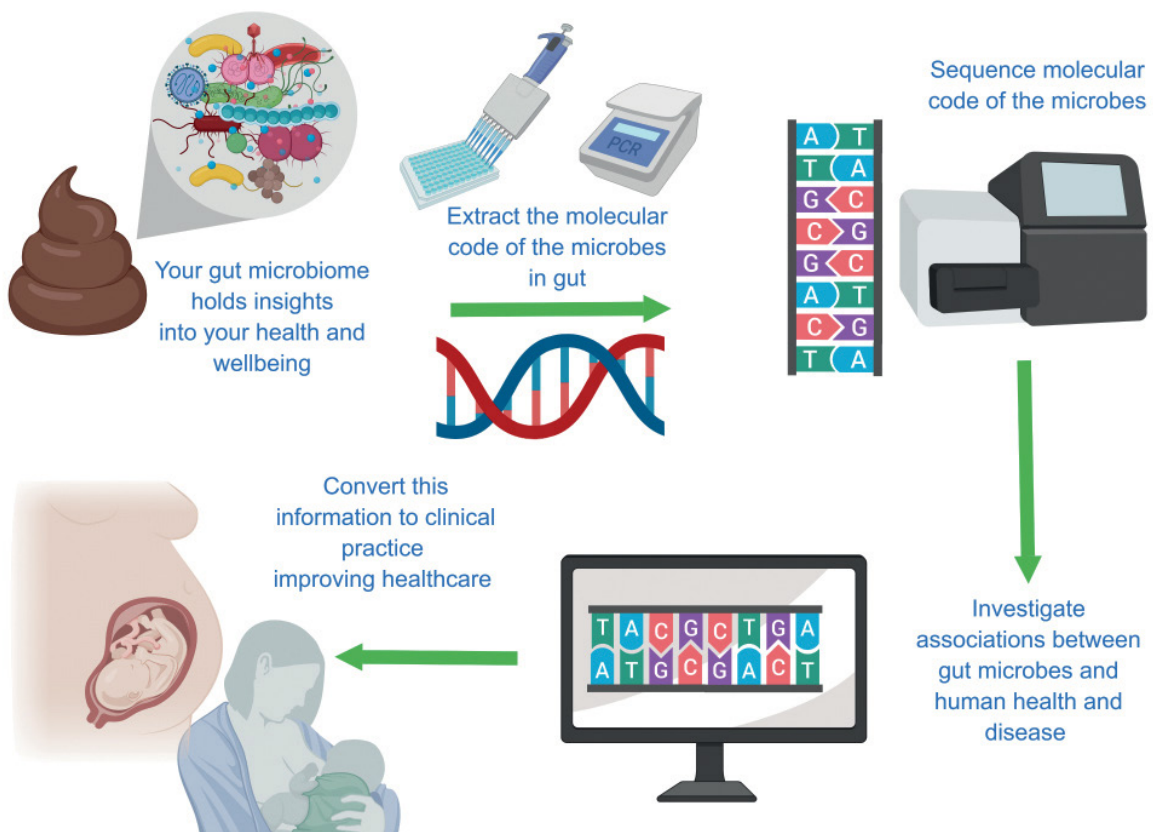 Your gut microbiome
holds insights
into your health and
wellbeing
PCR
Extract the molecular
code of the microbes
in gut
Sequence molecular
code of the microbes
A T
T A
G C
C G
G C
A T
C G
T A
Investigate
associations between
gut microbes and
human health and
disease
T A C G C T G A
A T G C G A C T
Convert this
information to clinical
practice
improving healthcare